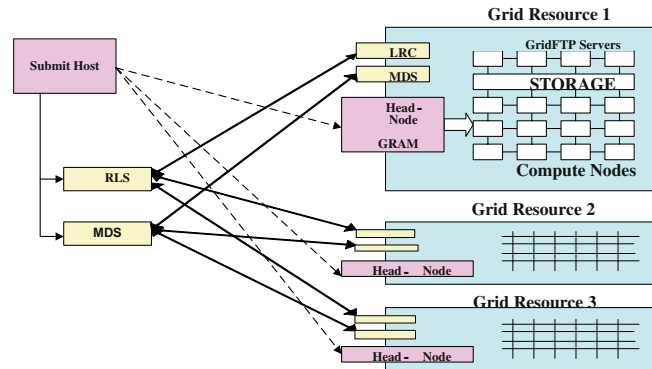 Grid Resource 1
GridFTP Servers
LRC
Submit Host
MDS
STORAGE
Head-
Node
GRAM
RLS
Compute Nodes
Grid Resource 2
MDS
Head- Node
Grid Resource 3
Head- Node